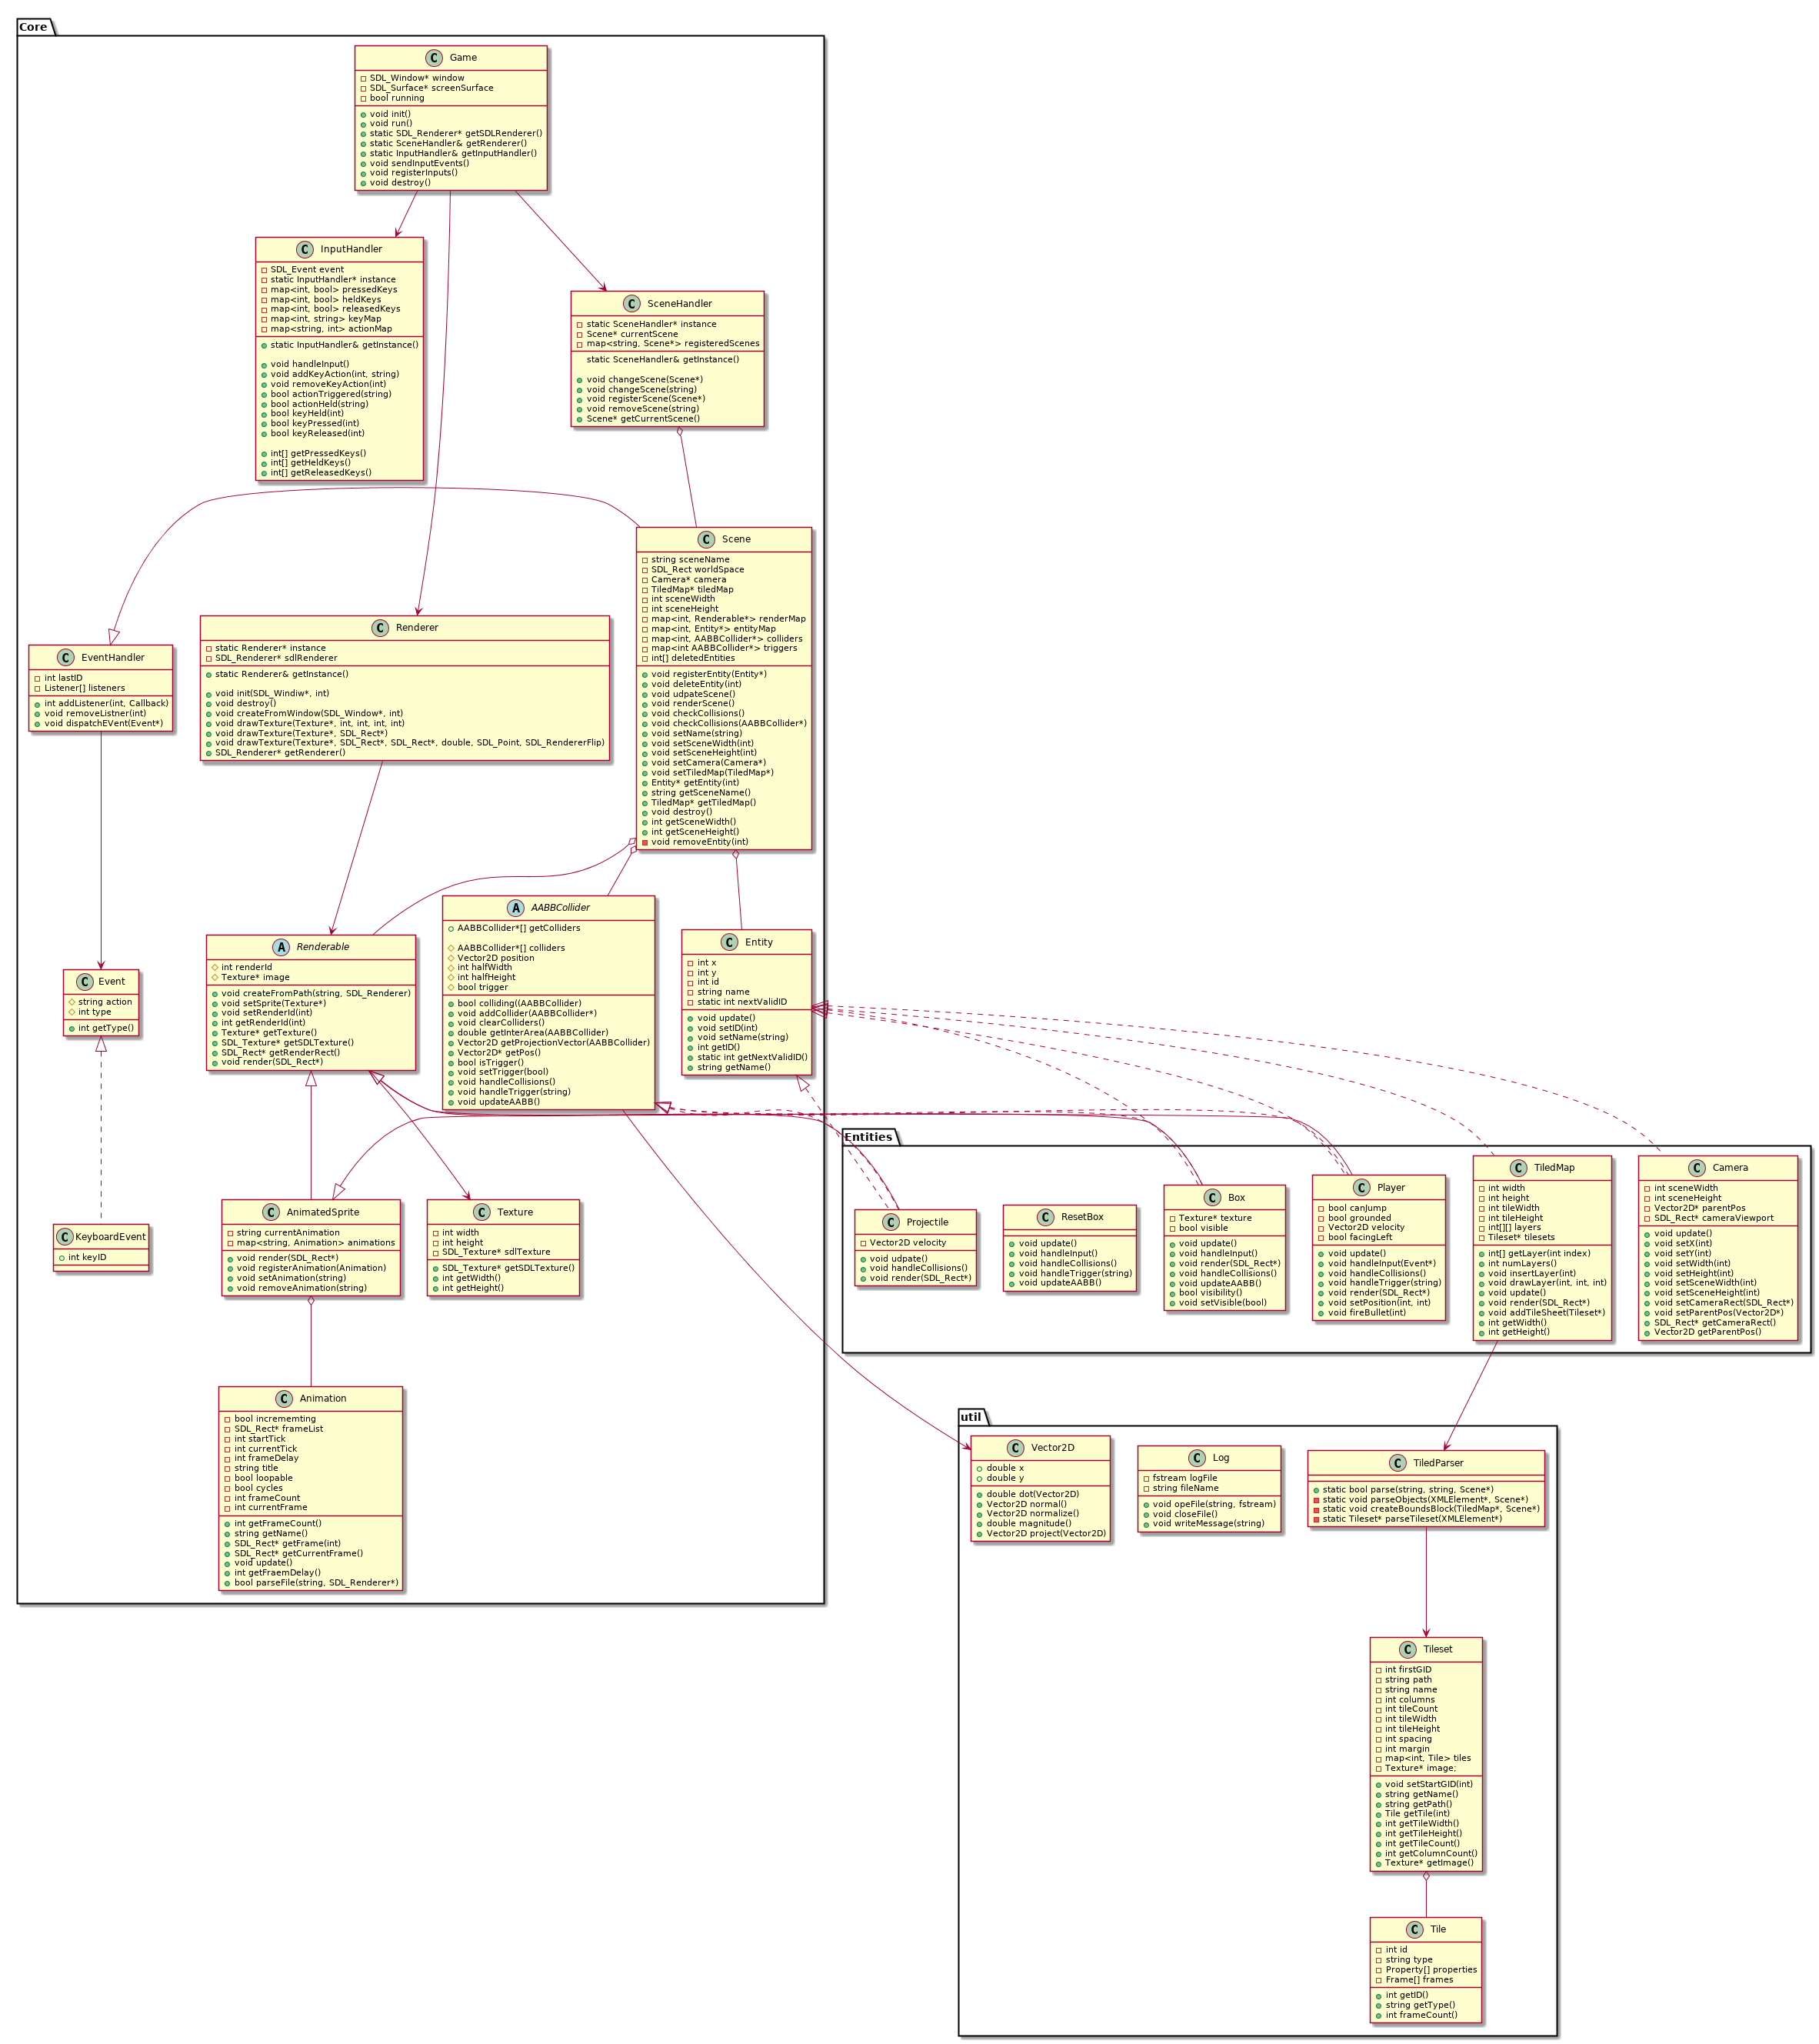 Core
C Game
SDL_Window* window
SDL_Surface* screenSurface
bool running
void init()
void run()
static SDL_Renderer* getSDLRenderer()
static SceneHandler& getRenderer()
static InputHandler& getInputHandler()
void sendInputEvents()
void registerInputs()
void destroy()
C InputHandler
SDL_Event event
static InputHandler* instance
map<int, bool> pressedKeys
map<int, bool> heldKeys
map<int, bool> releasedKeys
map<int, string> keyMap
map<string, int> actionMap
static InputHandler& getInstance()
void handleInput()
void addKeyAction(int, string)
void removeKeyAction(int)
bool actionTriggered(string)
bool actionHeld(string)
bool keyHeld(int)
bool keyPressed(int)
bool keyReleased(int)
int[] getPressedKeys()
int[] getHeldKeys()
int[] getReleasedKeys()
C SceneHandler
static SceneHandler* instance
Scene* currentScene
map<string, Scene*> registeredScenes
static SceneHandler& getInstance()
void changeScene(Scene*)
void changeScene(string)
void registerScene(Scene*)
void removeScene(string)
Scene* getCurrentScene()
C Scene
string sceneName
SDL_Rect worldSpace
Camera* camera
TiledMap* tiledMap
int sceneWidth
int sceneHeight
map<int, Renderable*> renderMap
map<int, Entity*> entityMap
map<int, AABBCollider*> colliders
map<int AABBCollider*> triggers
int[] deletedEntities
void registerEntity(Entity*)
void deleteEntity(int)
void udpateScene()
void renderScene()
void checkCollisions()
void checkCollisions(AABBCollider*)
void setName(string)
void setSceneWidth(int)
void setSceneHeight(int)
void setCamera(Camera*)
void setTiledMap(TiledMap*)
Entity* getEntity(int)
string getSceneName()
TiledMap* getTiledMap()
void destroy()
int getSceneWidth()
int getSceneHeight()
void removeEntity(int)
C EventHandler
int lastID
Listener[] listeners
int addListener(int, Callback)
void removeListner(int)
void dispatchEVent(Event*)
C Renderer
static Renderer* instance
SDL_Renderer* sdlRenderer
static Renderer& getInstance()
void init(SDL_Windiw*, int)
void destroy()
void createFromWindow(SDL_Window*, int)
void drawTexture(Texture*, int, int, int, int)
void drawTexture(Texture*, SDL_Rect*)
void drawTexture(Texture*, SDL_Rect*, SDL_Rect*, double, SDL_Point, SDL_RendererFlip)
SDL_Renderer* getRenderer()
C Event
string action
int type
int getType()
A Renderable
int renderId
Texture* image
void createFromPath(string, SDL_Renderer)
void setSprite(Texture*)
void setRenderId(int)
int getRenderId(int)
Texture* getTexture()
SDL_Texture* getSDLTexture()
SDL_Rect* getRenderRect()
void render(SDL_Rect*)
A AABBCollider
AABBCollider*[] getColliders
AABBCollider*[] colliders
Vector2D position
int halfWidth
int halfHeight
bool trigger
bool colliding((AABBCollider)
void addCollider(AABBCollider*)
void clearColliders()
double getInterArea(AABBCollider)
Vector2D getProjectionVector(AABBCollider)
Vector2D* getPos()
bool isTrigger()
void setTrigger(bool)
void handleCollisions()
void handleTrigger(string)
void updateAABB()
C Entity
int x
int y
int id
string name
static int nextValidID
void update()
void setID(int)
void setName(string)
int getID()
static int getNextValidID()
string getName()
C KeyboardEvent
int keyID
C AnimatedSprite
string currentAnimation
map<string, Animation> animations
void render(SDL_Rect*)
void registerAnimation(Animation)
void setAnimation(string)
void removeAnimation(string)
C Texture
int width
int height
SDL_Texture* sdlTexture
SDL_Texture* getSDLTexture()
int getWidth()
int getHeight()
C Animation
bool incrememting
SDL_Rect* frameList
int startTick
int currentTick
int frameDelay
string title
bool loopable
bool cycles
int frameCount
int currentFrame
int getFrameCount()
string getName()
SDL_Rect* getFrame(int)
SDL_Rect* getCurrentFrame()
void update()
int getFraemDelay()
bool parseFile(string, SDL_Renderer*)
Entities
C Projectile
Vector2D velocity
void udpate()
void handleCollisions()
void render(SDL_Rect*)
C ResetBox
void update()
void handleInput()
void handleCollisions()
void handleTrigger(string)
void updateAABB()
C Box
Texture* texture
bool visible
void update()
void handleInput()
void render(SDL_Rect*)
void handleCollisions()
void updateAABB()
bool visibility()
void setVisible(bool)
C Player
bool canJump
bool grounded
Vector2D velocity
bool facingLeft
void update()
void handleInput(Event*)
void handleCollisions()
void handleTrigger(string)
void render(SDL_Rect*)
void setPosition(int, int)
void fireBullet(int)
C TiledMap
int width
int height
int tileWidth
int tileHeight
int[][] layers
Tileset* tilesets
int[] getLayer(int index)
int numLayers()
void insertLayer(int)
void drawLayer(int, int, int)
void update()
void render(SDL_Rect*)
void addTileSheet(Tileset*)
int getWidth()
int getHeight()
C Camera
int sceneWidth
int sceneHeight
Vector2D* parentPos
SDL_Rect* cameraViewport
void update()
void setX(int)
void setY(int)
void setWidth(int)
void setHeight(int)
void setSceneWidth(int)
void setSceneHeight(int)
void setCameraRect(SDL_Rect*)
void setParentPos(Vector2D*)
SDL_Rect* getCameraRect()
Vector2D getParentPos()
util
C Vector2D
double x
double y
double dot(Vector2D)
Vector2D normal()
Vector2D normalize()
double magnitude()
Vector2D project(Vector2D)
C Log
fstream logFile
string fileName
void opeFile(string, fstream)
void closeFile()
void writeMessage(string)
C TiledParser
static bool parse(string, string, Scene*)
static void parseObjects(XMLElement*, Scene*)
static void createBoundsBlock(TiledMap*, Scene*)
static Tileset* parseTileset(XMLElement*)
C Tileset
int firstGID
string path
string name
int columns
int tileCount
int tileWidth
int tileHeight
int spacing
int margin
map<int, Tile> tiles
Texture* image;
void setStartGID(int)
string getName()
string getPath()
Tile getTile(int)
int getTileWidth()
int getTileHeight()
int getTileCount()
int getColumnCount()
Texture* getImage()
C Tile
int id
string type
Property[] properties
Frame[] frames
int getID()
string getType()
int frameCount()